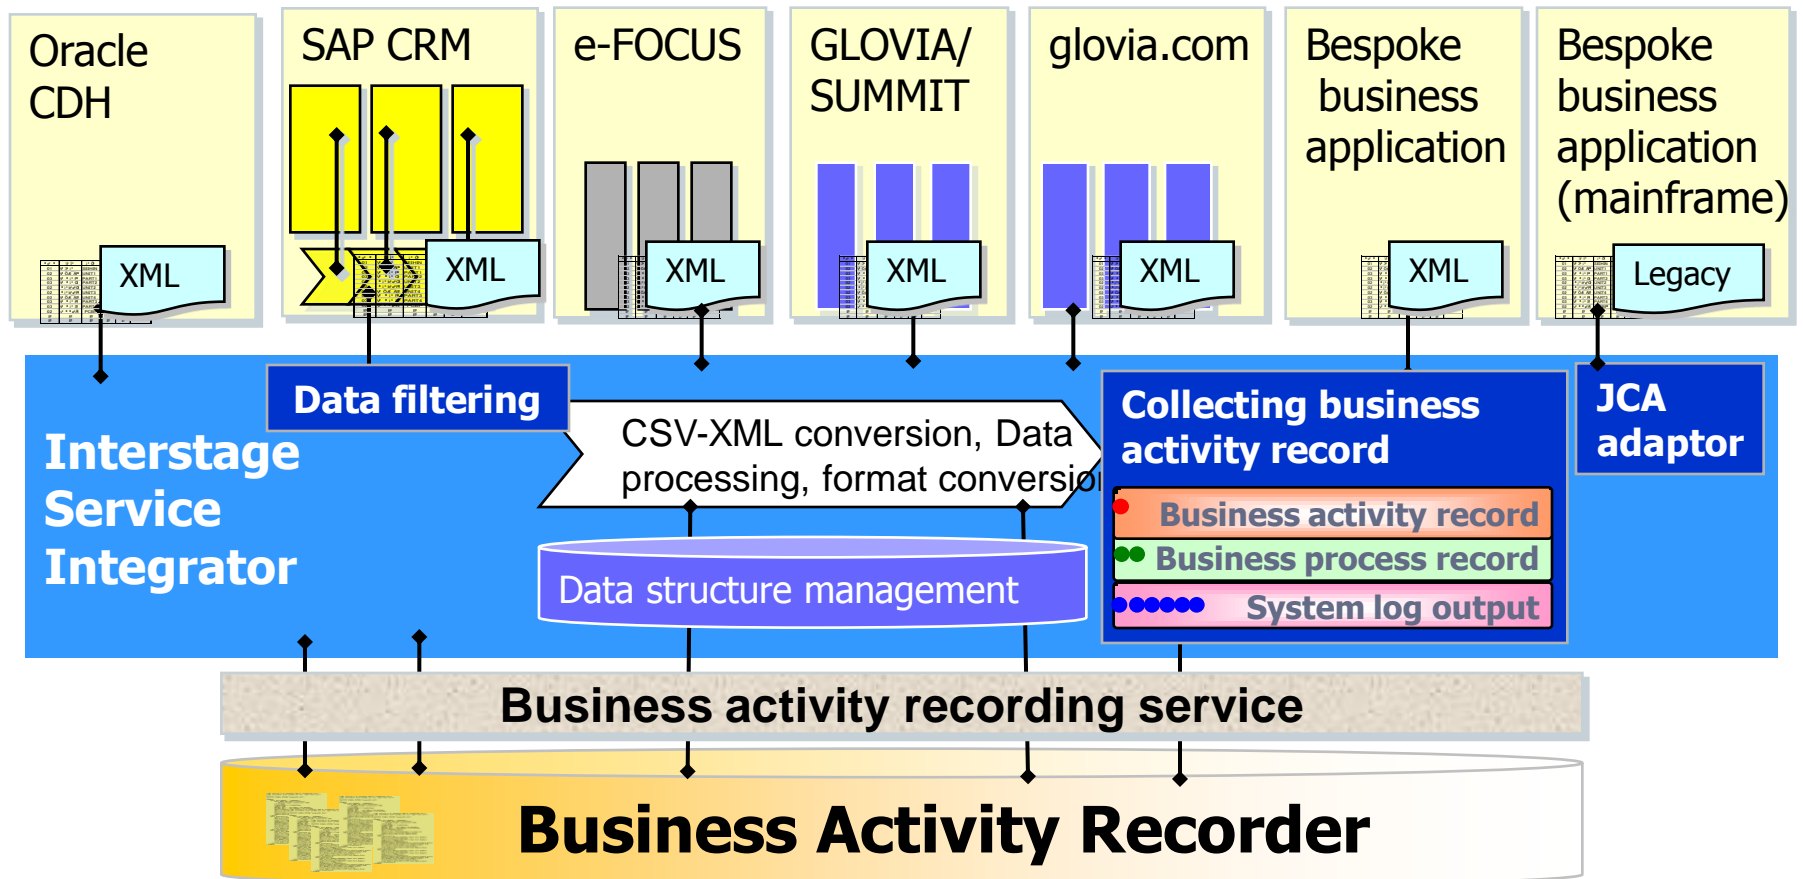 Oracle
CDH
SAP CRM
e-FOCUS
GLOVIA/
SUMMIT
glovia.com
Bespoke
business
application
Bespoke
business
application
(mainframe)
XML
XML
XML
XML
XML
XML
Legacy
Interstage
Service
Integrator
Data filtering
CSV-XML conversion, Data
processing, format conversion
Data structure management
Collecting business
activity record
Business activity record
Business process record
System log output
JCA
adaptor
Business activity recording service
Business Activity Recorder